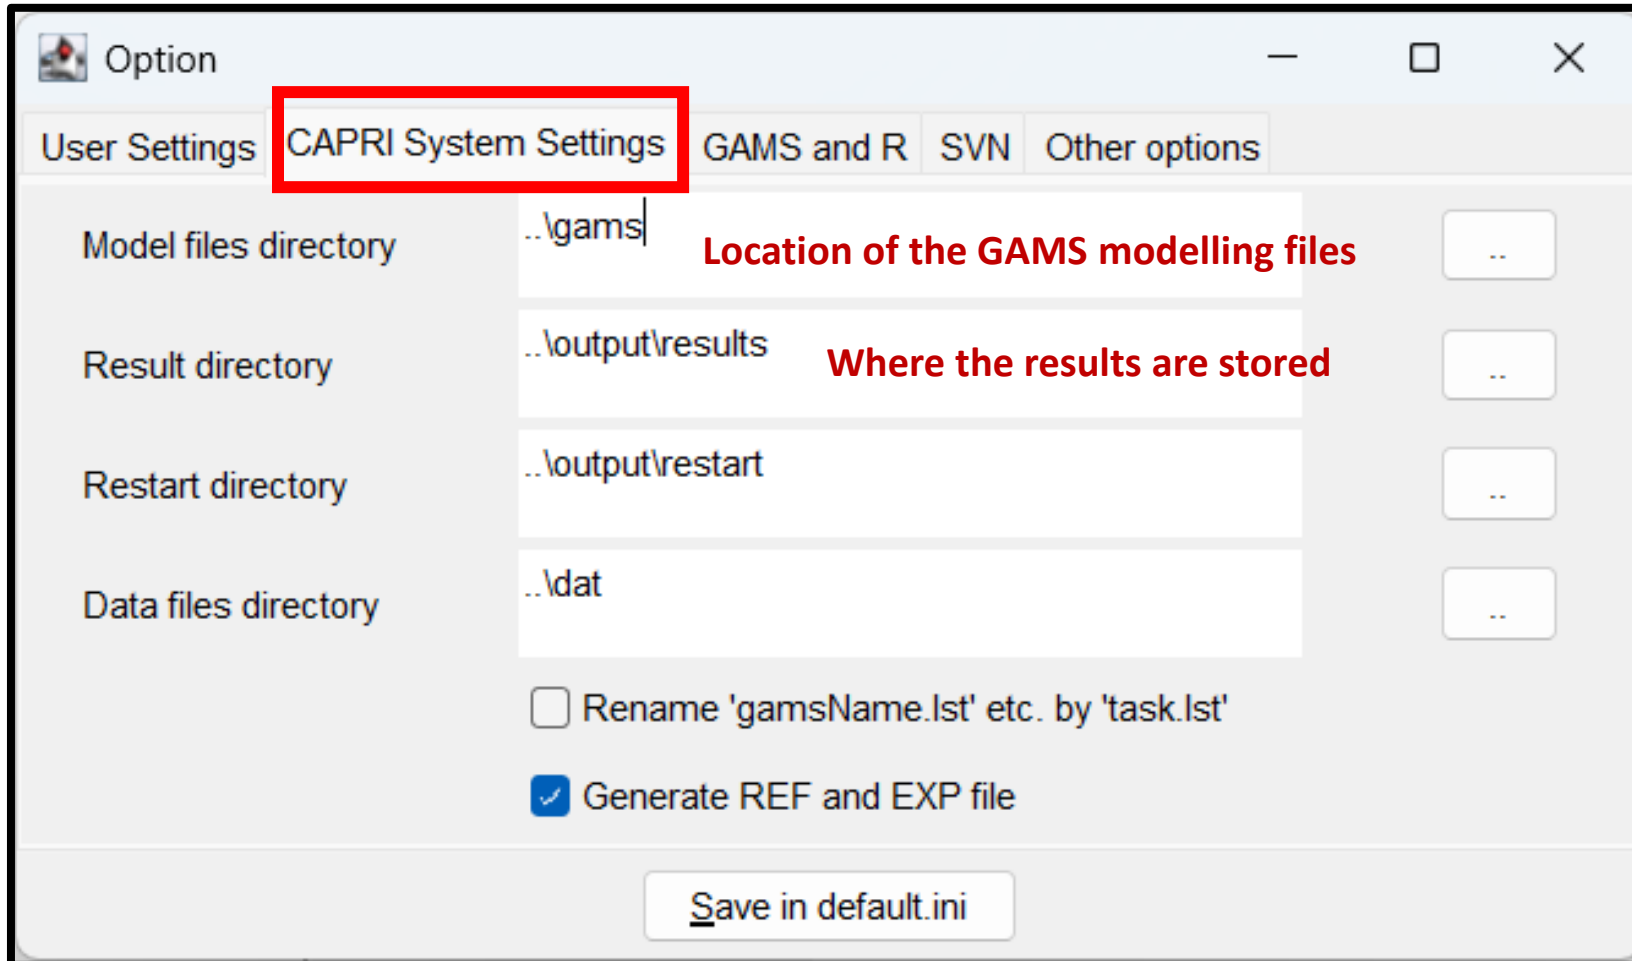 Option
User Settings CAPRI System Settings GAMS and R SVN Other options
Model files directory ..\gams Location of the GAMS modelling files ..
Result directory ..\output\results Where the results are stored ..
Restart directory ..\output\restart ..
Data files directory ..\dat ..
Rename 'gamsName.lst' etc. by 'task.lst'
Generate REF and EXP file
Save in default.ini